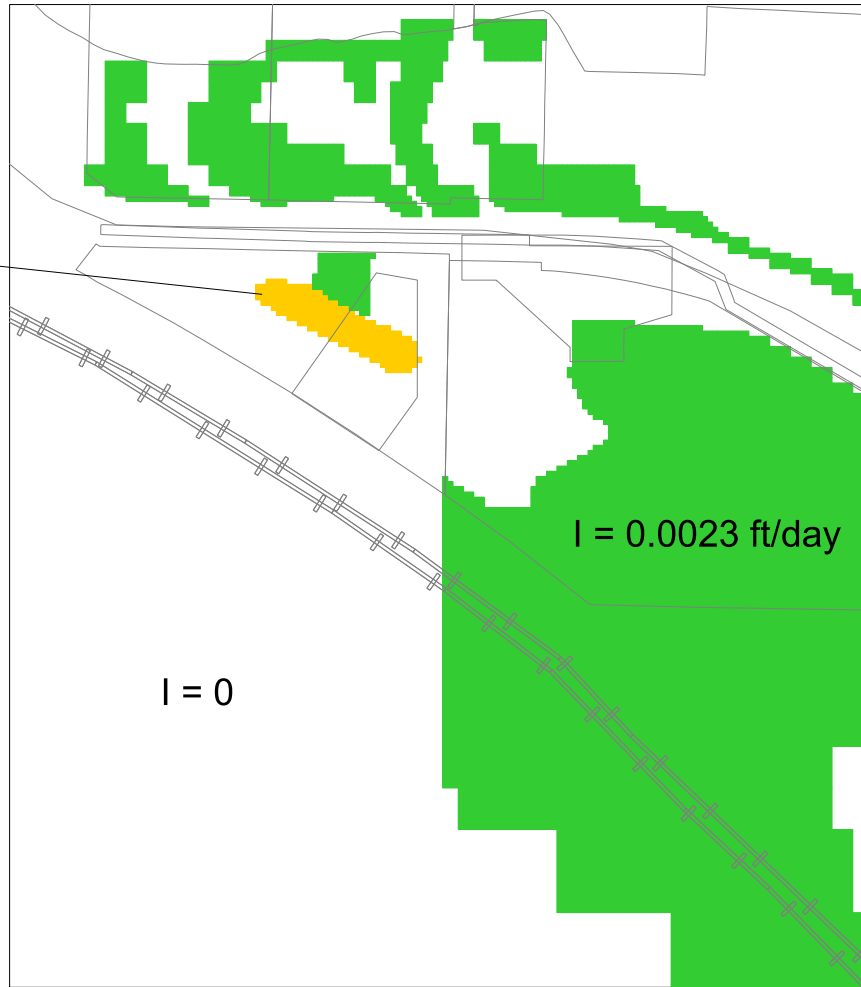 I = 0.0023 ft/day
I = 0